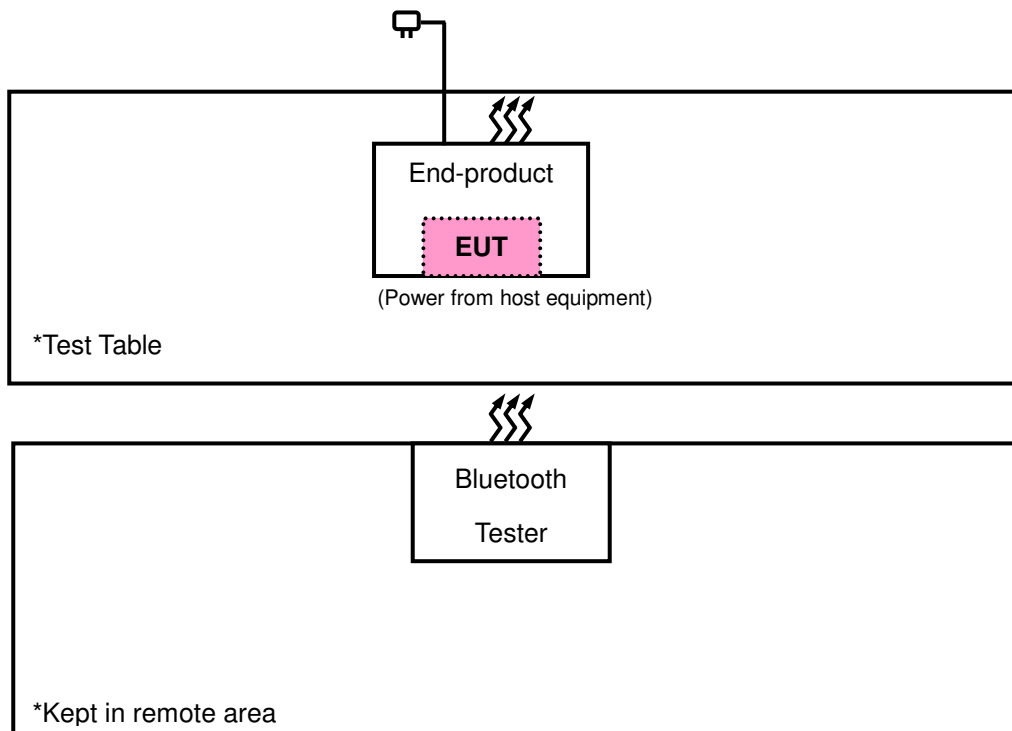 End-product
EUT
(Power from host equipment)
*Test Table
Bluetooth
Tester
*Kept in remote area